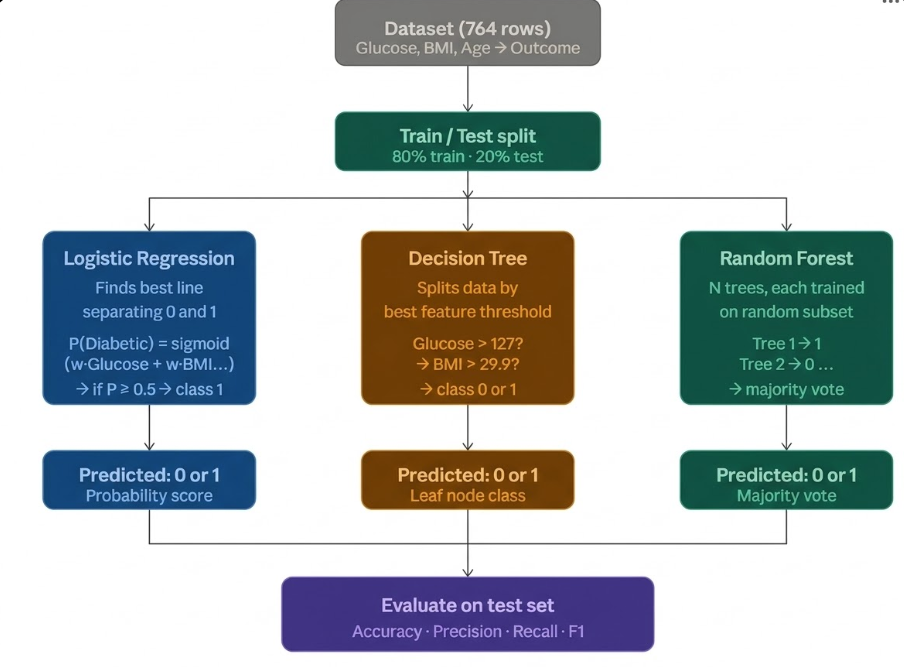 Dataset (764 rows)
Glucose, BMI, Age → Outcome
Train / Test split
80% train · 20% test
Logistic Regression
Finds best line
separating 0 and 1
P(Diabetic) = sigmoid
(w·Glucose + w·BMI...)
→ if P ≥ 0.5 → class 1
Decision Tree
Splits data by
best feature threshold
Glucose > 127?
→ BMI > 29.9?
→ class 0 or 1
Random Forest
N trees, each trained
on random subset
Tree 1 → 1
Tree 2 → 0 ...
→ majority vote
Predicted: 0 or 1
Probability score
Predicted: 0 or 1
Leaf node class
Predicted: 0 or 1
Majority vote
Evaluate on test set
Accuracy · Precision · Recall · F1